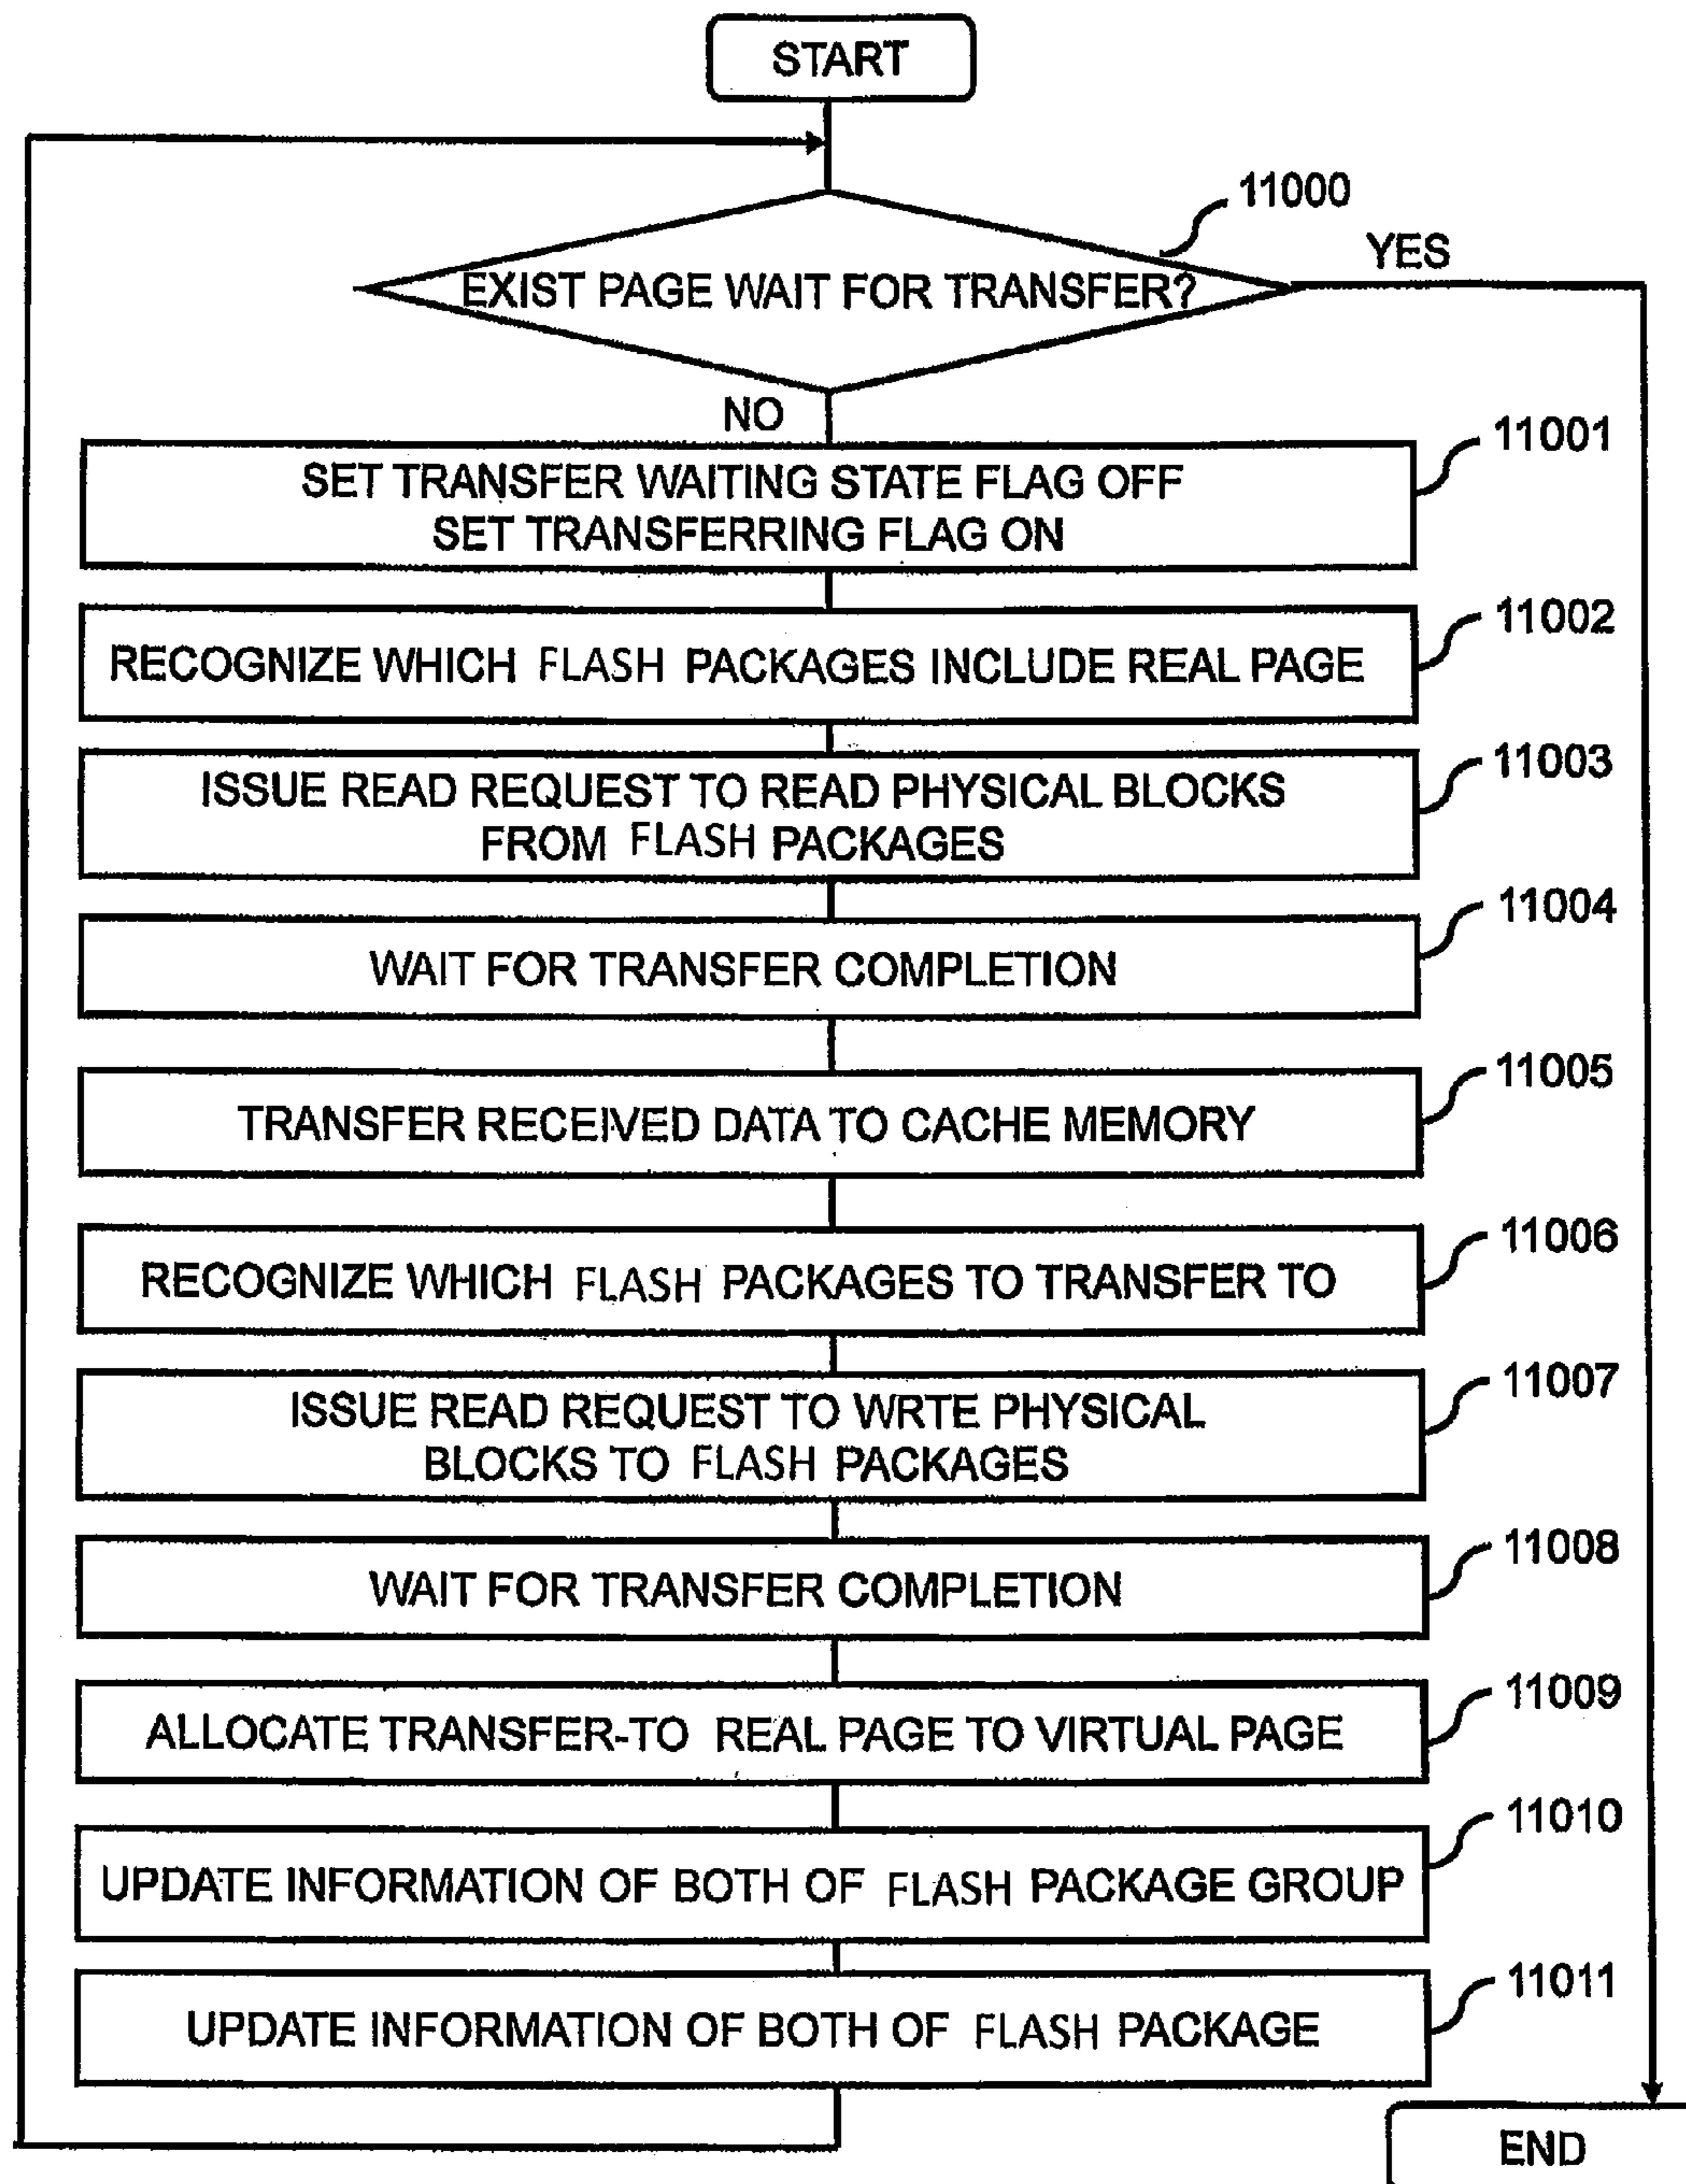 START
11000
YES
EXIST PAGE WAIT FOR TRANSFER?
NO
11001
SET TRANSFER WAITING STATE FLAG OFF
SET TRANSFERRING FLAG ON
11002
RECOGNIZE WHICH FLASH PACKAGES INCLUDE REAL PAGE
11003
ISSUE READ REQUEST TO READ PHYSICAL BLOCKS
FROM FLASH PACKAGES
11004
WAIT FOR TRANSFER COMPLETION
11005
TRANSFER RECEIVED DATA TO CACHE MEMORY
11006
RECOGNIZE WHICH FLASH PACKAGES TO TRANSFER TO
11007
ISSUE READ REQUEST TO WRTE PHYSICAL
BLOCKS TO FLASH PACKAGES
11008
WAIT FOR TRANSFER COMPLETION
11009
ALLOCATE TRANSFER-TO REAL PAGE TO VIRTUAL PAGE
11010
UPDATE INFORMATION OF BOTH OF FLASH PACKAGE GROUP
11011
UPDATE INFORMATION OF BOTH OF FLASH PACKAGE
END